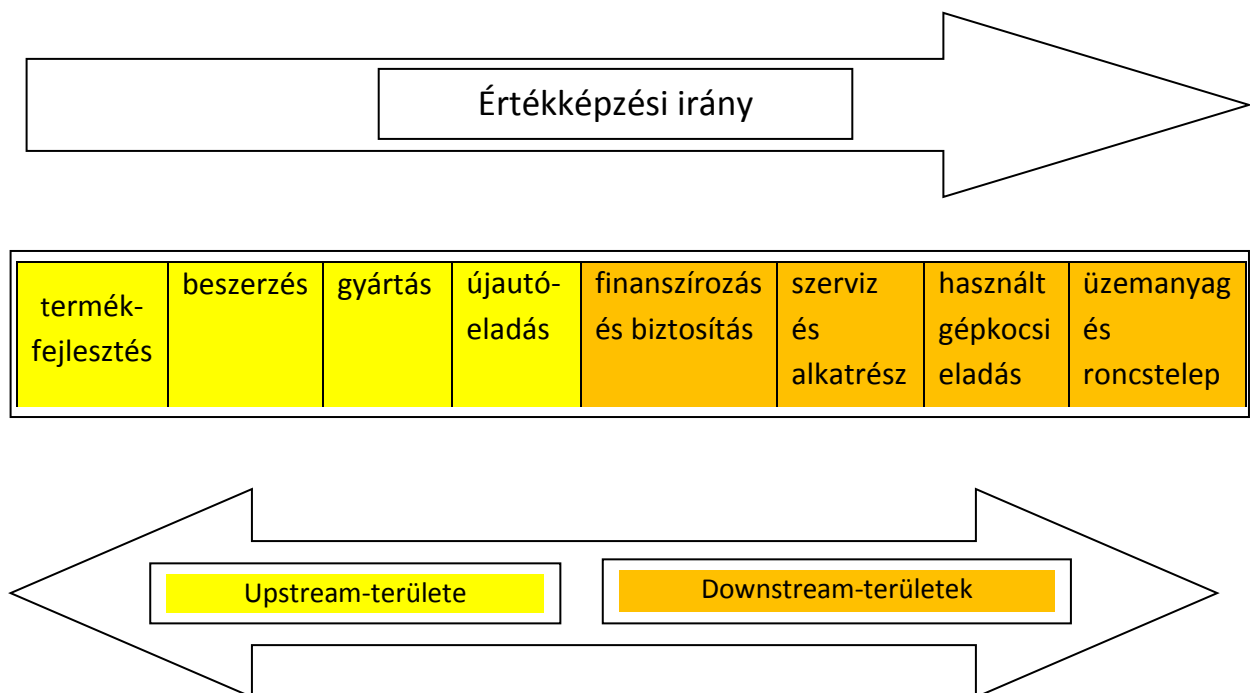 Értékképzési irány
termék-
fejlesztés
beszerzés
gyártás
újautó-
eladás
finanszírozás
és biztosítás
szerviz
és
alkatrész
használt
gépkocsi
eladás
üzemanyag
és
roncstelep
Upstream-területe
Downstream-területek